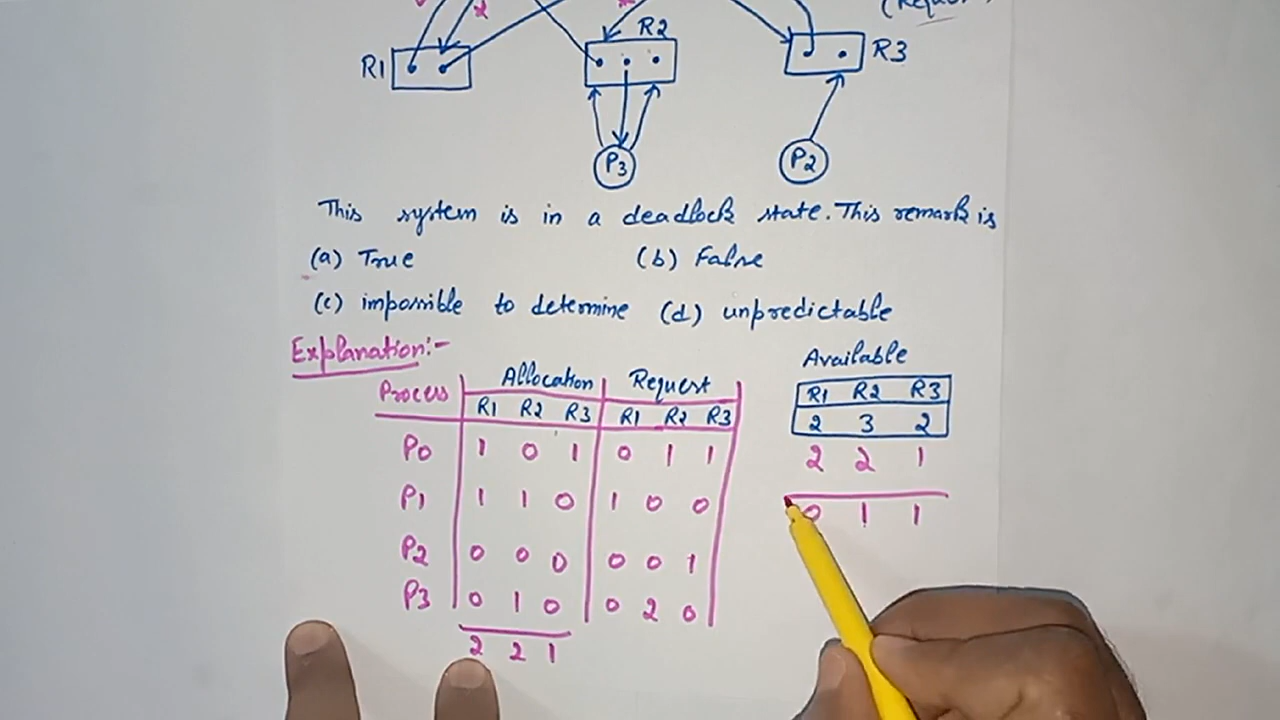 R1 R2 R3
P3 P2
This system is in a deadlock state. This remark is
(a) True (b) False
(c) impossible to determine (d) unpredictable
Explanation:- Available
Process Allocation Request R1 R2 R3
R1 R2 R3 R1 R2 R3 2 3 2
P0 1 0 1 0 1 1 2 2 1
P1 1 1 0 1 0 0 0 1 1
P2 0 0 0 0 0 1
P3 0 1 0 0 2 0
2 2 1